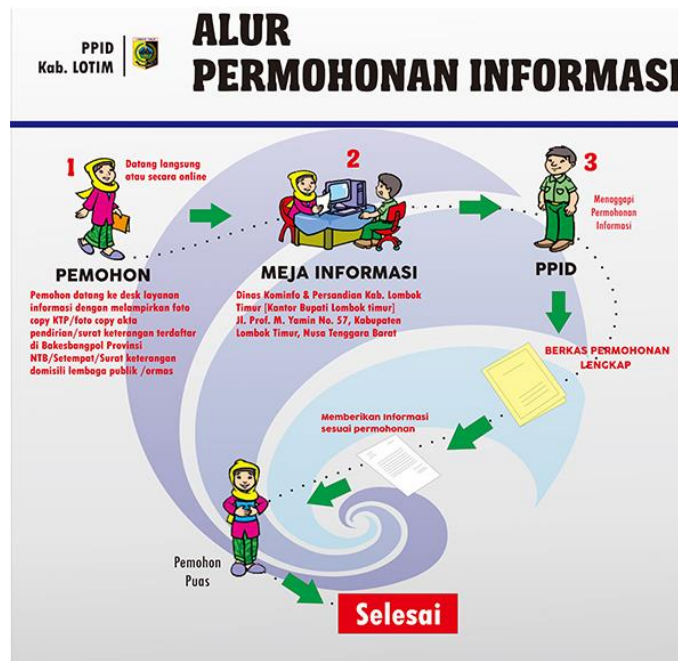 PPID
Kab. LOTIM
ALUR
PERMOHONAN INFORMASI
1
Datang langsung
atau secara online
PEMOHON
Pemohon datang ke desk layanan
informasi dengan melampirkan foto
copy KTP/foto copy akta
pendirian/surat keterangan terdaftar
di Bakesbangpol Provinsi
NTB/Setempat/Surat keterangan
domisili lembaga publik /ormas
2
MEJA INFORMASI
Dinas Kominfo & Persandian Kab. Lombok
Timur [Kantor Bupati Lombok timur]
Jl. Prof. M. Yamin No. 57, Kabupaten
Lombok Timur, Nusa Tenggara Barat
3
Menaggapi
Permohonan
Informasi
PPID
BERKAS PERMOHONAN
LENGKAP
Memberikan Informasi
sesuai permohonan
Pemohon
Puas
Selesai